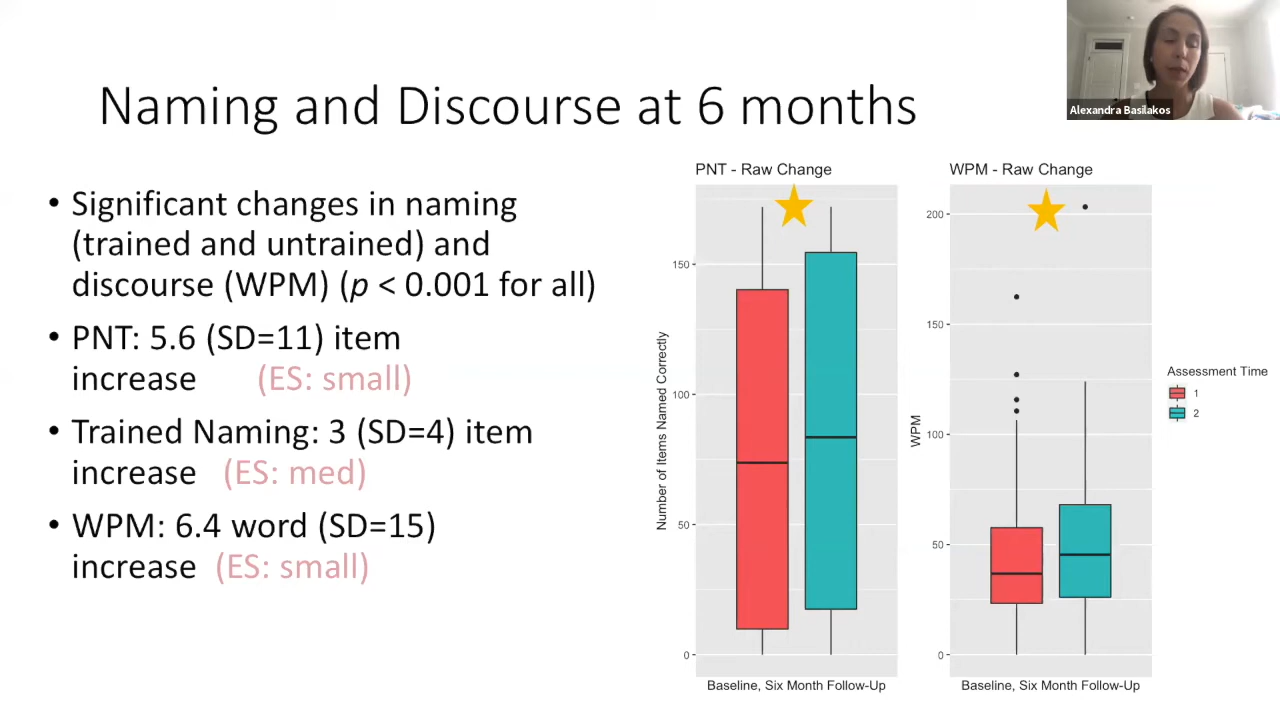 Alexandra Basilakos
Naming and Discourse at 6 months
• Significant changes in naming
(trained and untrained) and
discourse (WPM) (p < 0.001 for all)
• PNT: 5.6 (SD=11) item
increase (ES: small)
• Trained Naming: 3 (SD=4) item
increase (ES: med)
• WPM: 6.4 word (SD=15)
increase (ES: small)
PNT - Raw Change
Number of Items Named Correctly
150
100
50
0
Baseline, Six Month Follow-Up
WPM - Raw Change
WPM
200
150
100
50
0
Baseline, Six Month Follow-Up
Assessment Time
1
2